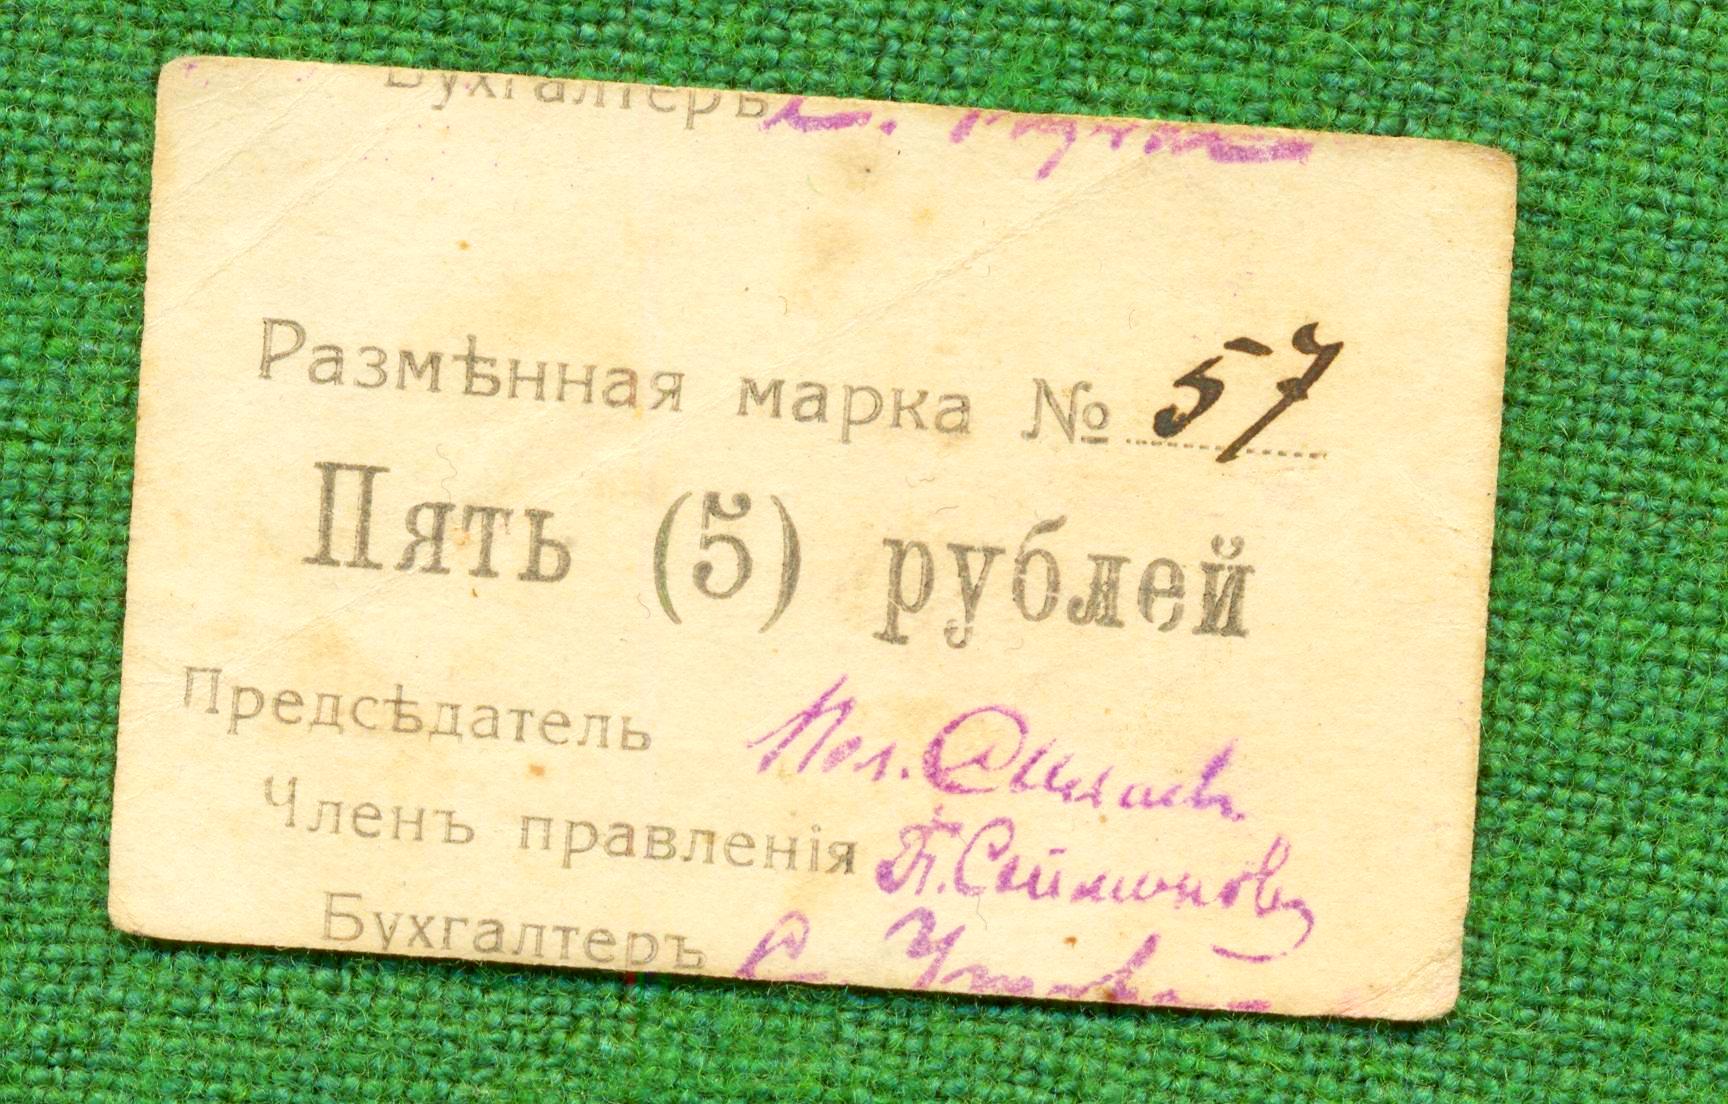 Бухгалтеръ
Размѣнная марка № 57
Пять (5) рублей
Предсѣдатель
Членъ правленія П.
Бухгалтеръ С.